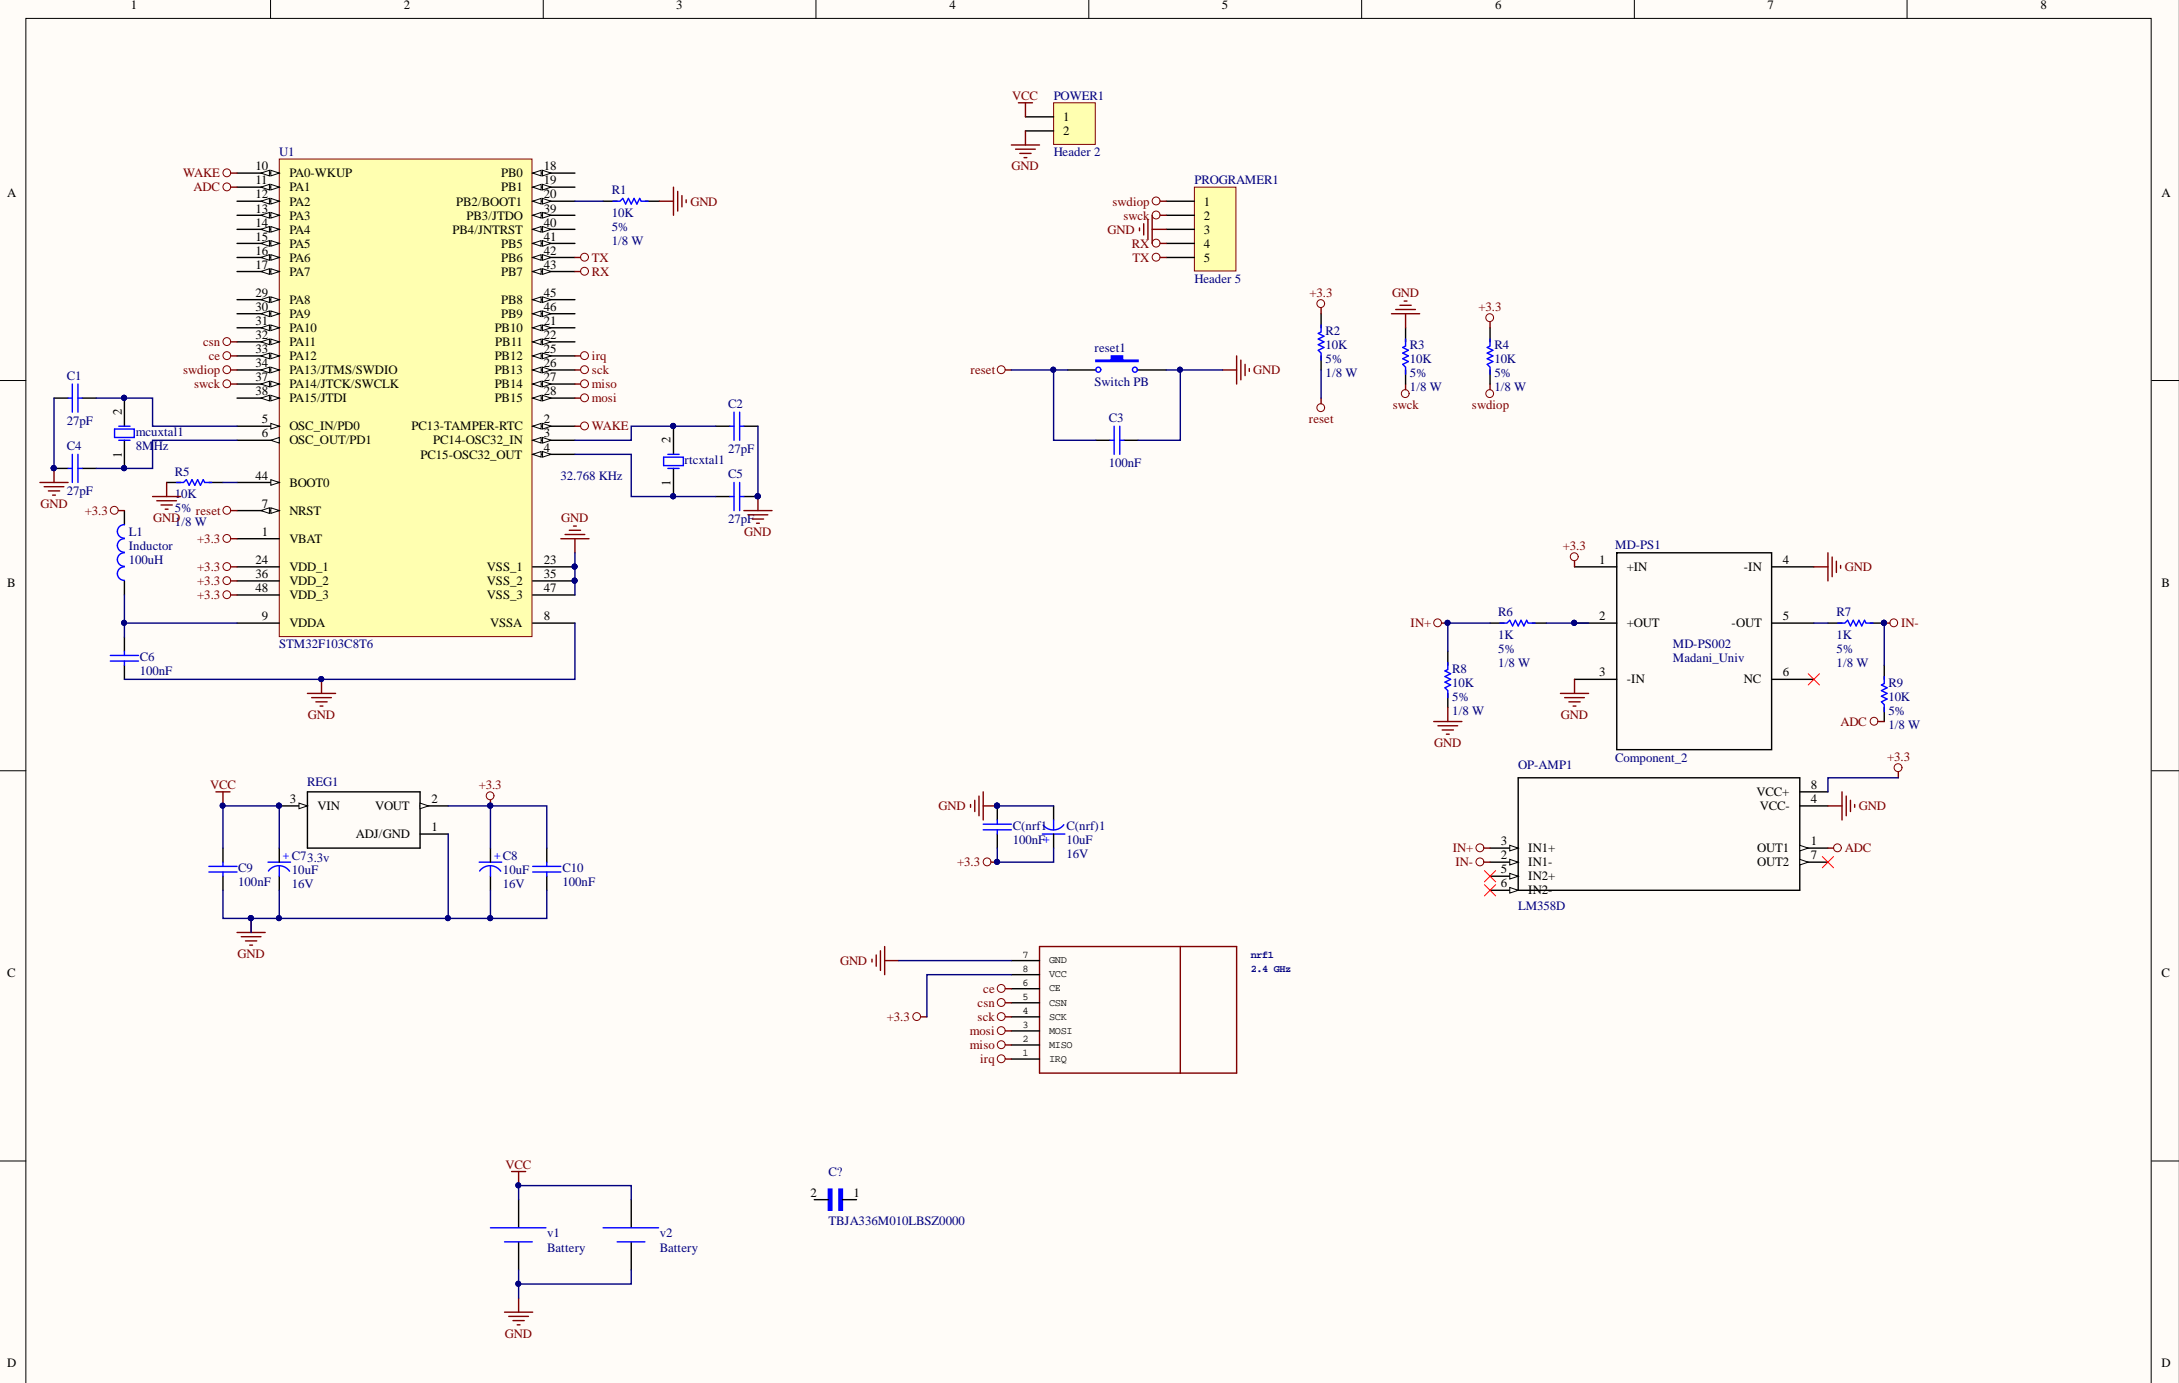 1 2 3 4 5 6 7 8
A A
B B
C C
D D
U1
WAKE 10 PA0-WKUP
ADC 11 PA1
12 PA2
13 PA3
14 PA4
15 PA5
16 PA6
17 PA7
29 PA8
30 PA9
31 PA10
csn 32 PA11
ce 33 PA12
swdiop 34 PA13/JTMS/SWDIO
swck 37 PA14/JTCK/SWCLK
38 PA15/JTDI
5 OSC_IN/PD0
6 OSC_OUT/PD1
44 BOOT0
reset 7 NRST
+3.3 1 VBAT
+3.3 24 VDD_1
+3.3 36 VDD_2
+3.3 48 VDD_3
9 VDDA
PB0 18
PB1 19
PB2/BOOT1 20
PB3/JTDO 39
PB4/JNTRST 40
PB5 41
PB6 42 TX
PB7 43 RX
PB8 45
PB9 46
PB10 21
PB11 22
PB12 25 irq
PB13 26 sck
PB14 27 miso
PB15 28 mosi
PC13-TAMPER-RTC 2 WAKE
PC14-OSC32_IN 3
PC15-OSC32_OUT 4
VSS_1 23
VSS_2 35
VSS_3 47
VSSA 8
STM32F103C8T6
GND
R1
10K
5%
1/8 W
GND
C1
27pF
2
mcuxtal1
8MHz
1
C4
27pF
GND
R5
10K
5%
1/8 W
GND
+3.3
L1
Inductor
100uH
C6
100nF
GND
C2
27pF
2
rtcxtal1
1
32.768 KHz
C5
27pF
GND
VCC
POWER1
1
2
Header 2
GND
PROGRAMER1
swdiop 1
swck 2
GND 3
RX 4
TX 5
Header 5
reset
reset1
Switch PB
GND
C3
100nF
+3.3
R2
10K
5%
1/8 W
reset
GND
R3
10K
5%
1/8 W
swck
+3.3
R4
10K
5%
1/8 W
swdiop
MD-PS1
+3.3 1 +IN
-IN 4 GND
2 +OUT
-OUT 5
MD-PS002
Madani_Univ
3 -IN
NC 6
GND
Component_2
IN+
R6
1K
5%
1/8 W
R8
10K
5%
1/8 W
GND
R7
1K
5%
1/8 W
IN-
R9
10K
5%
1/8 W
ADC
OP-AMP1
+3.3
VCC+ 8
VCC- 4 GND
IN+ 3 IN1+
IN- 2 IN1-
5 IN2+
6 IN2-
OUT1 1 ADC
OUT2 7
LM358D
VCC
REG1
3 VIN VOUT 2
ADJ/GND 1
3.3v
+3.3
C9
100nF
+ C7
10uF
16V
+ C8
10uF
16V
C10
100nF
GND
GND
C(nrf1
100nF
+
C(nrf)1
10uF
16V
+3.3
nrf1
2.4 GHz
GND 7 GND
8 VCC
+3.3
ce 6 CE
csn 5 CSN
sck 4 SCK
mosi 3 MOSI
miso 2 MISO
irq 1 IRQ
VCC
v1
Battery
v2
Battery
GND
C?
2 1
TBJA336M010LBSZ0000